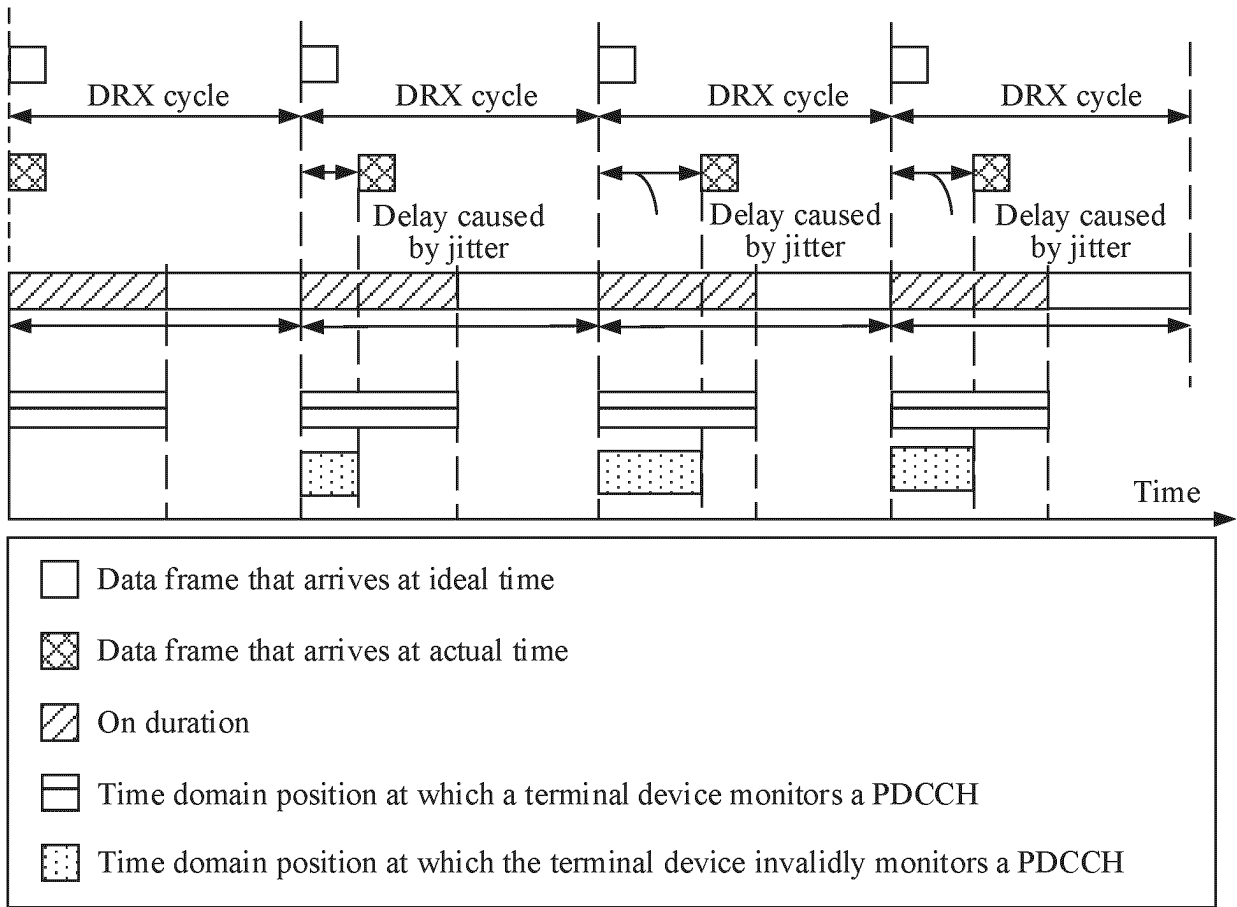 DRX cycle DRX cycle DRX cycle DRX cycle
Delay caused by jitter
Delay caused by jitter
Delay caused by jitter
Time
Data frame that arrives at ideal time
Data frame that arrives at actual time
On duration
Time domain position at which a terminal device monitors a PDCCH
Time domain position at which the terminal device invalidly monitors a PDCCH